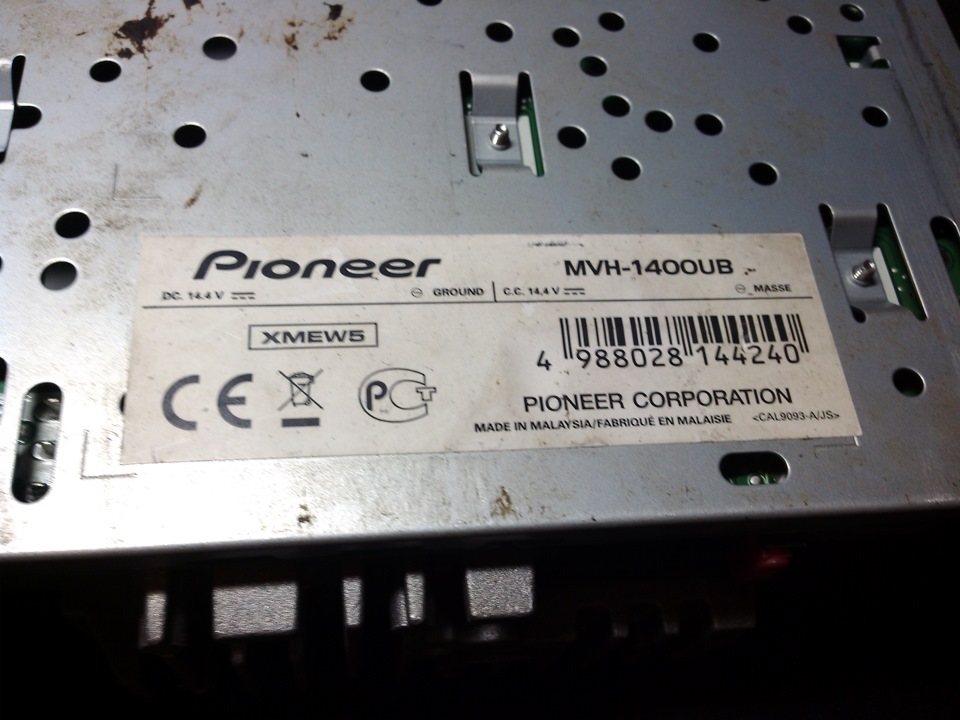 Pioneer MVH-1400UB
DC. 14.4 V ⎓ ⊖ GROUND C.C. 14,4 V ⎓ ⊖ MASSE
XMEW5
4 988028 144240
CE
PCT
PIONEER CORPORATION
MADE IN MALAYSIA/FABRIQUÉ EN MALAISIE <CAL9093-A/JS>